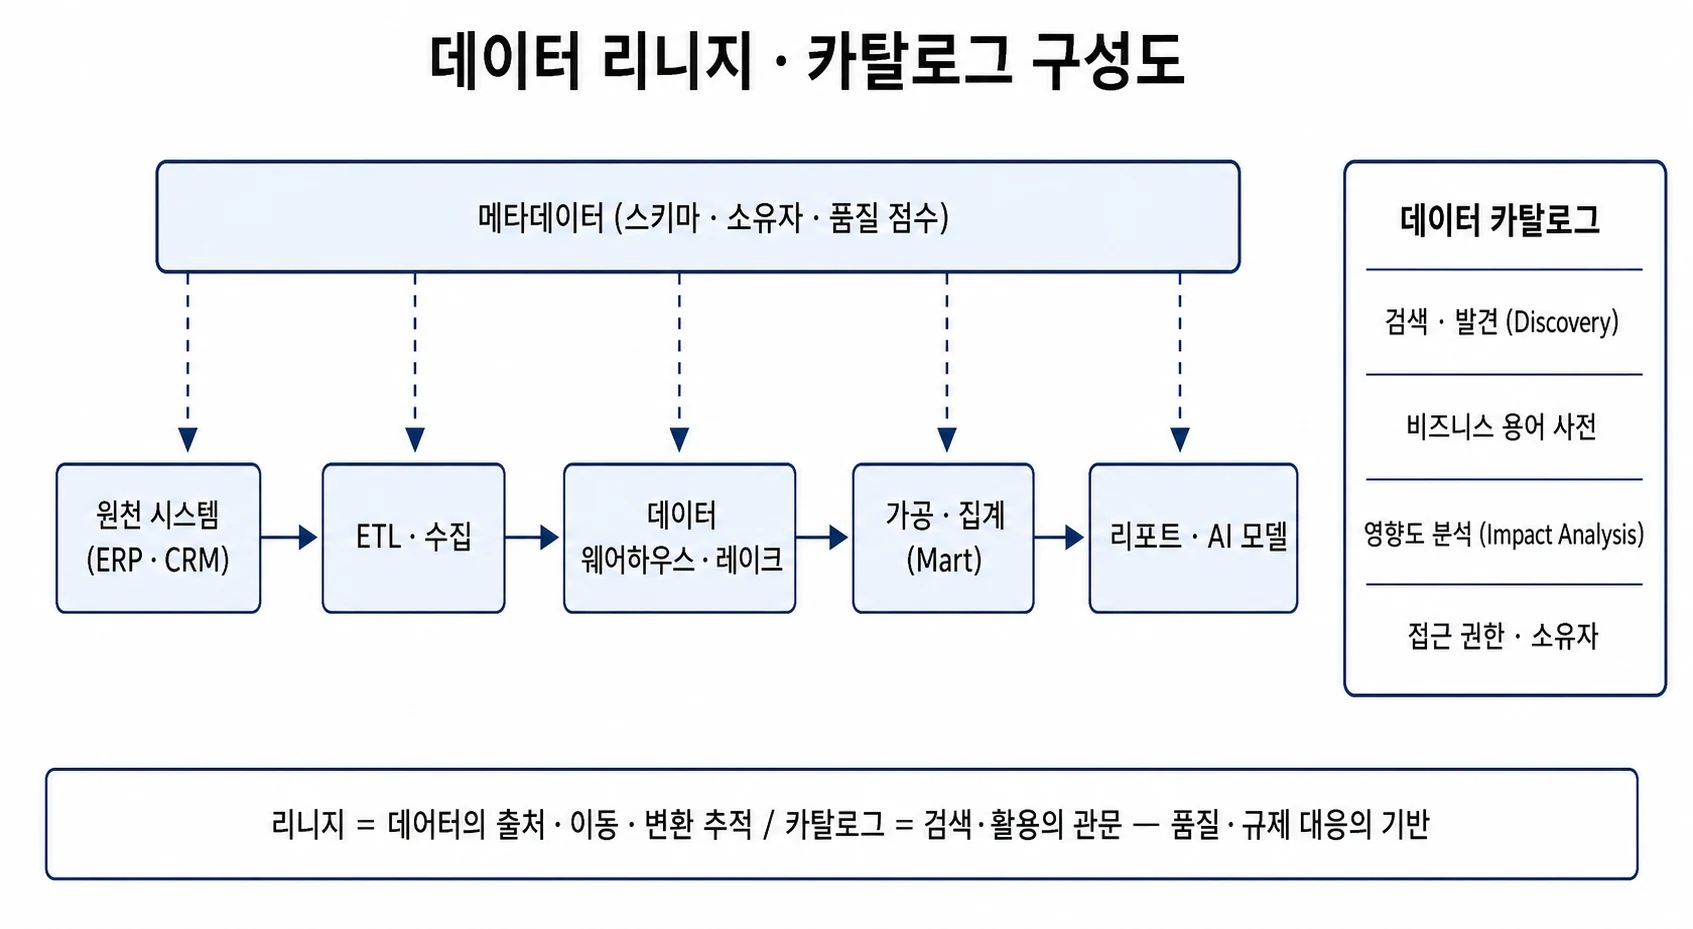 데이터 리니지 · 카탈로그 구성도
메타데이터 (스키마 · 소유자 · 품질 점수)
원천 시스템
(ERP · CRM)
ETL · 수집
데이터
웨어하우스 · 레이크
가공 · 집계
(Mart)
리포트 · AI 모델
데이터 카탈로그
검색 · 발견 (Discovery)
비즈니스 용어 사전
영향도 분석 (Impact Analysis)
접근 권한 · 소유자
리니지 = 데어터의 출처 · 이동 · 변환 추적 / 카탈로그 = 검색 · 활용의 관문 — 품질 · 규제 대응의 기반